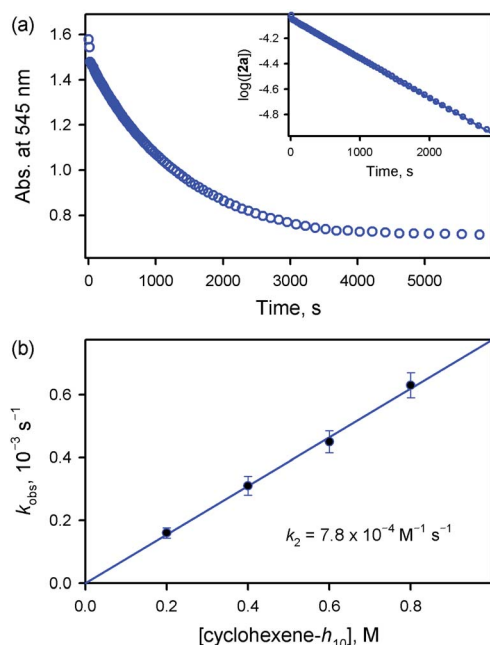 (a)
1.6
1.4
1.2
1.0
0.8
Abs. at 545 nm
0 1000 2000 3000 4000 5000
Time, s
-4.2
-4.4
-4.6
-4.8
log([2a])
0 1000 2000
Time, s
(b)
0.6
0.4
0.2
0.0
k_obs, 10⁻³ s⁻¹
k₂ = 7.8 x 10⁻⁴ M⁻¹ s⁻¹
0.0 0.2 0.4 0.6 0.8
[cyclohexene-h₁₀], M